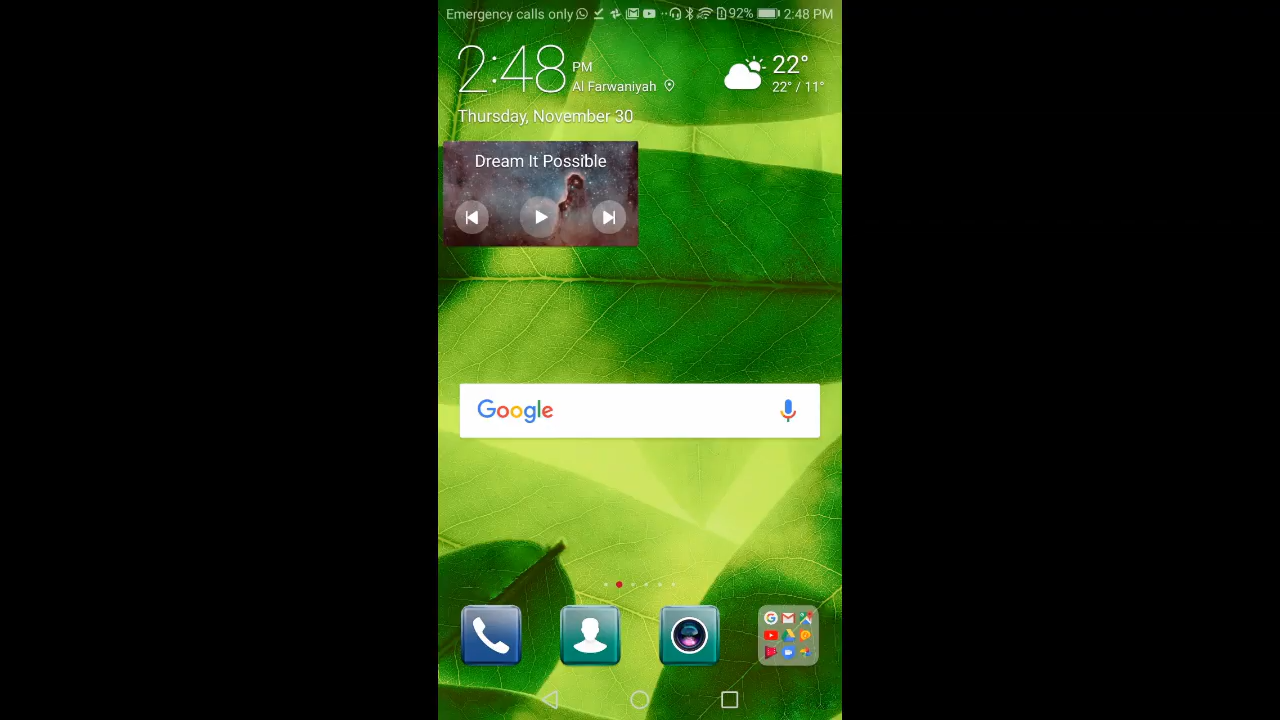 Emergency calls only 92% 2:48 PM
2:48 PM
Al Farwaniyah
22°
22° / 11°
Thursday, November 30
Dream It Possible
Google